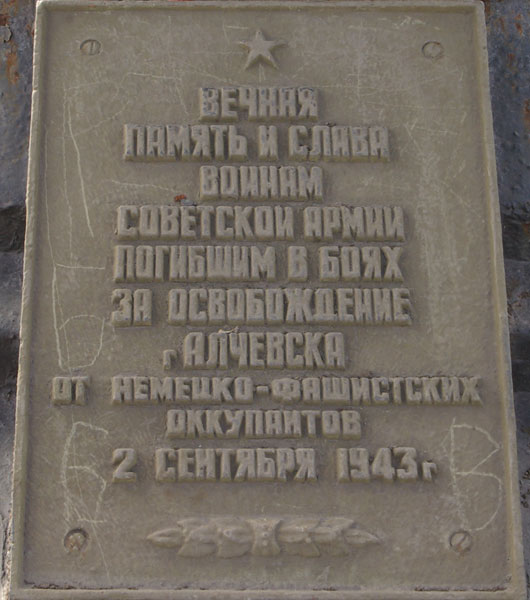 ВЕЧНАЯ
ПАМЯТЬ И СЛАВА
ВОИНАМ
СОВЕТСКОЙ АРМИИ
ПОГИБШИМ В БОЯХ
ЗА ОСВОБОЖДЕНИЕ
г АЛЧЕВСКА
ОТ НЕМЕЦКО-ФАШИСТСКИХ
ОККУПАНТОВ
2 СЕНТЯБРЯ 1943 г